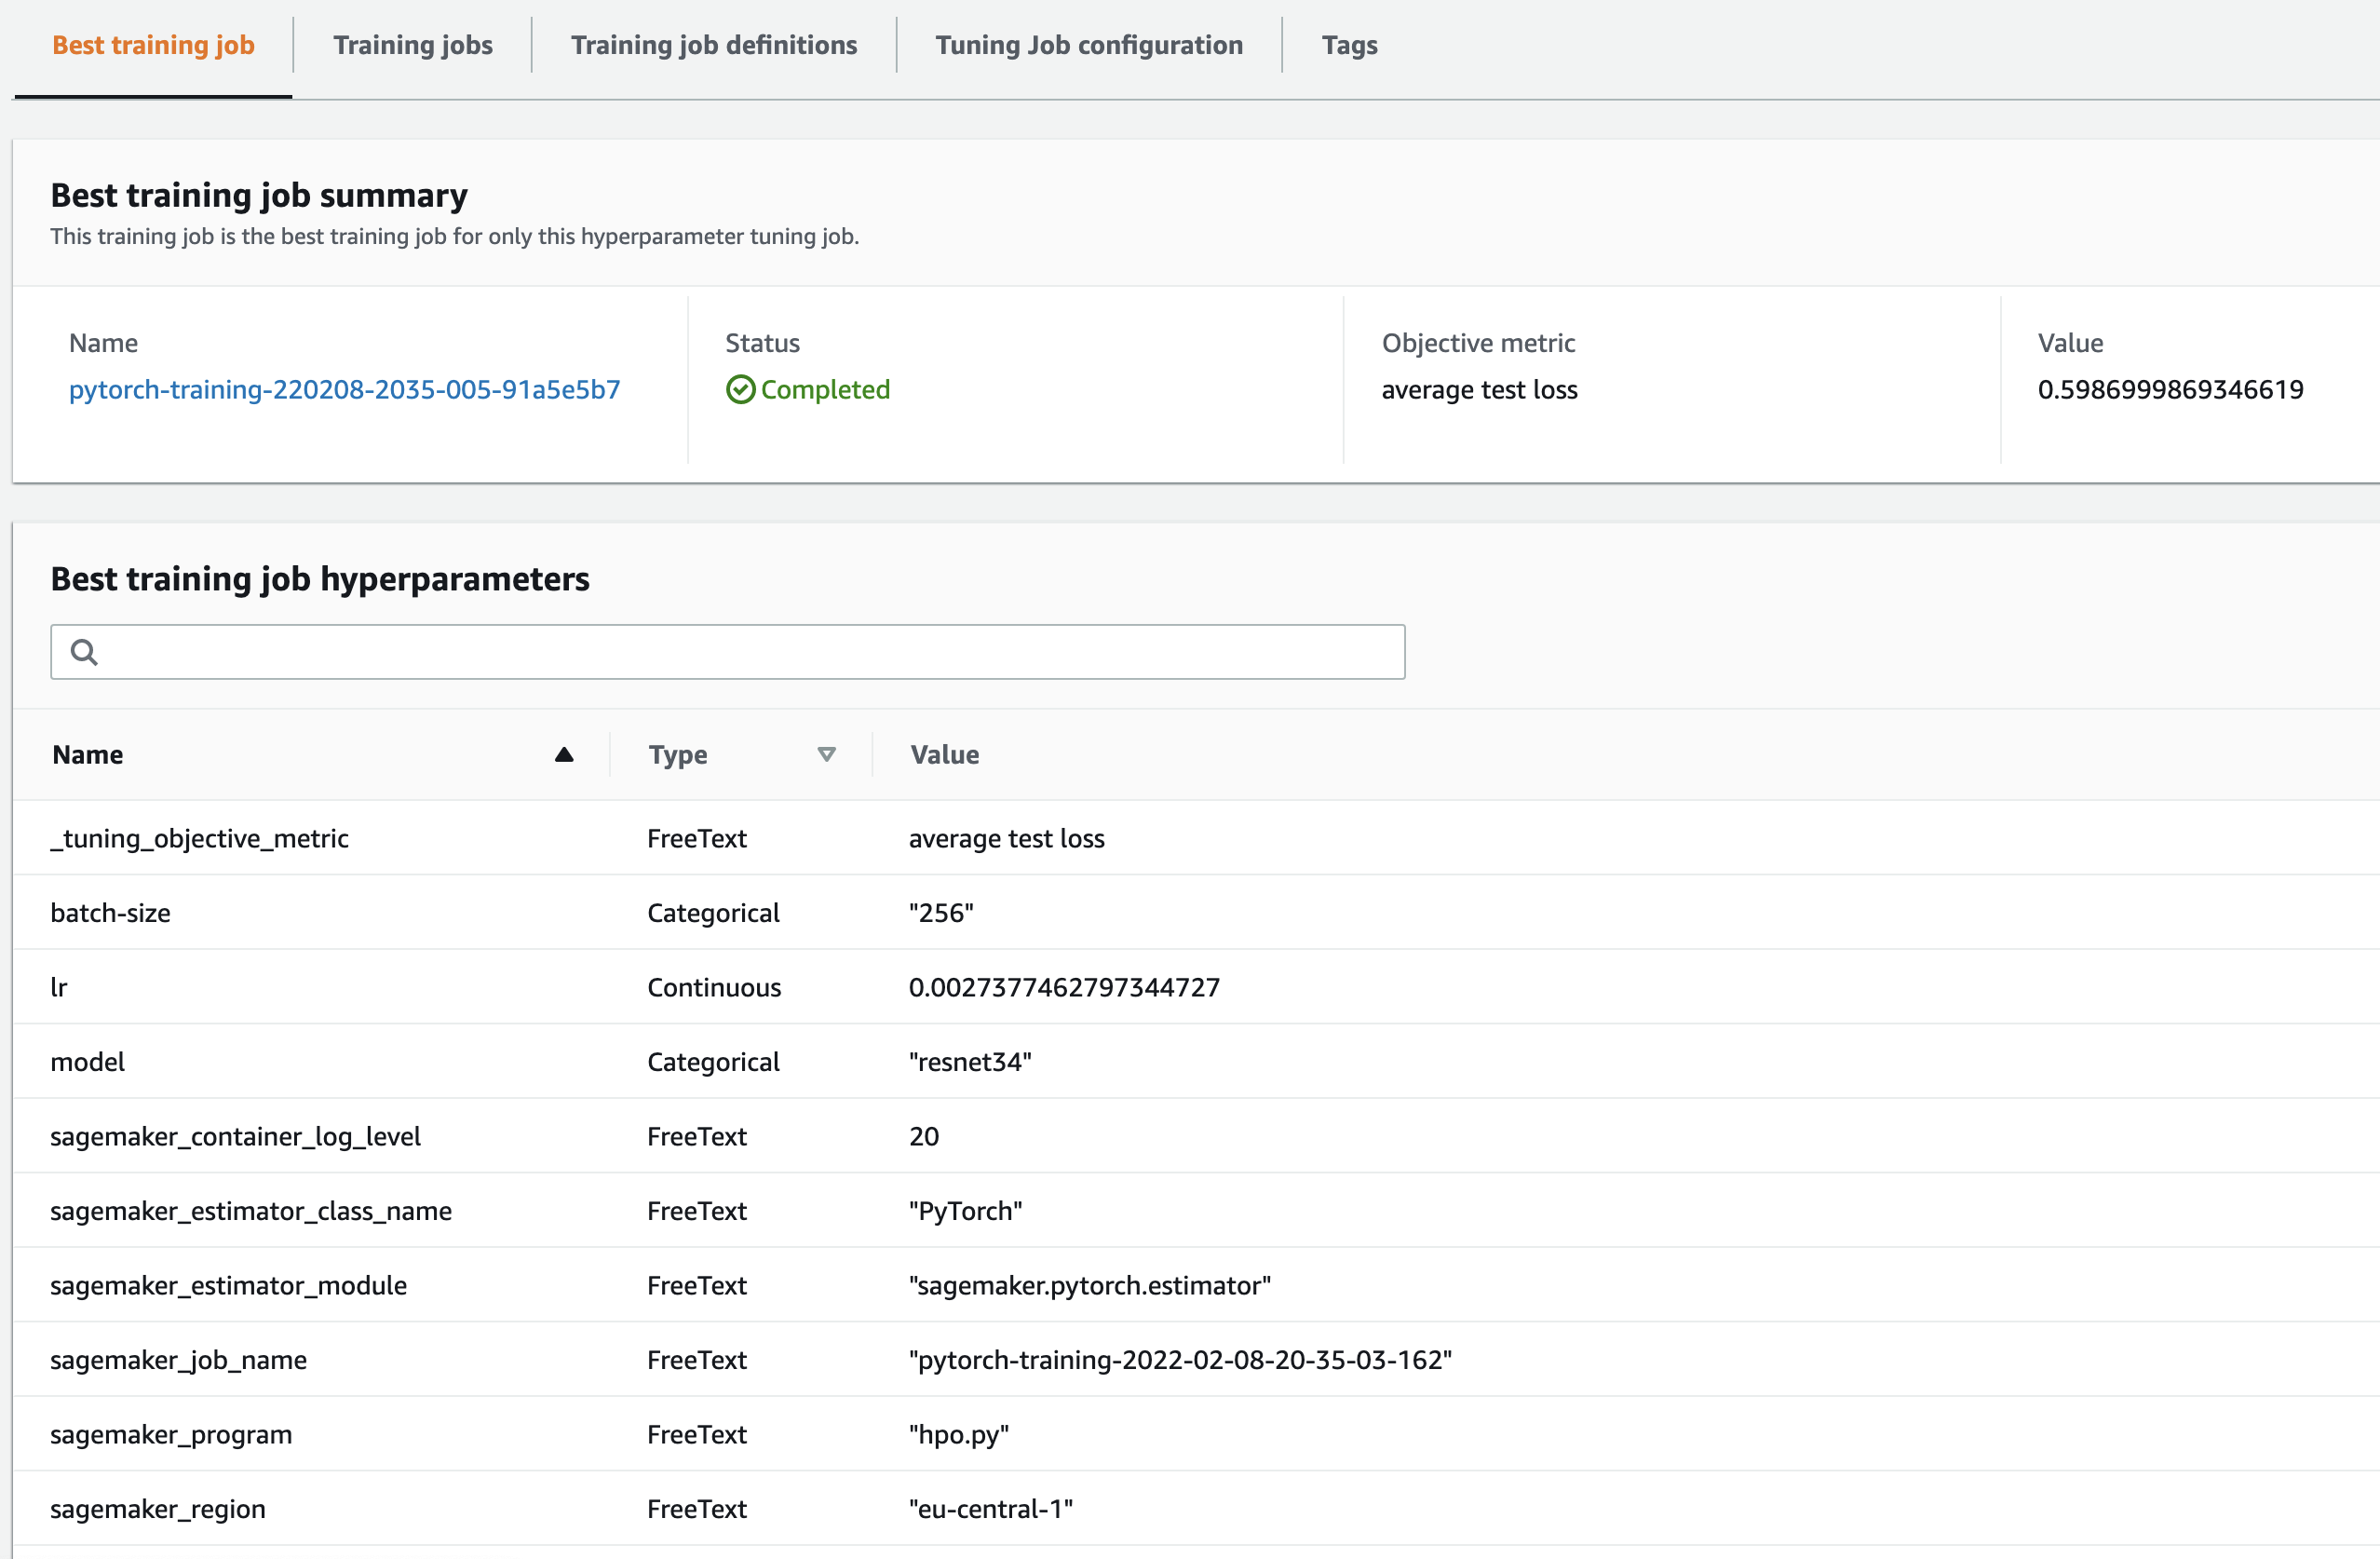 Best training job Training jobs Training job definitions Tuning Job configuration Tags
Best training job summary
This training job is the best training job for only this hyperparameter tuning job.
Name Status Objective metric Value
pytorch-training-220208-2035-005-91a5e5b7 Completed average test loss 0.5986999869346619
Best training job hyperparameters
Name Type Value
_tuning_objective_metric FreeText average test loss
batch-size Categorical "256"
lr Continuous 0.0027377462797344727
model Categorical "resnet34"
sagemaker_container_log_level FreeText 20
sagemaker_estimator_class_name FreeText "PyTorch"
sagemaker_estimator_module FreeText "sagemaker.pytorch.estimator"
sagemaker_job_name FreeText "pytorch-training-2022-02-08-20-35-03-162"
sagemaker_program FreeText "hpo.py"
sagemaker_region FreeText "eu-central-1"